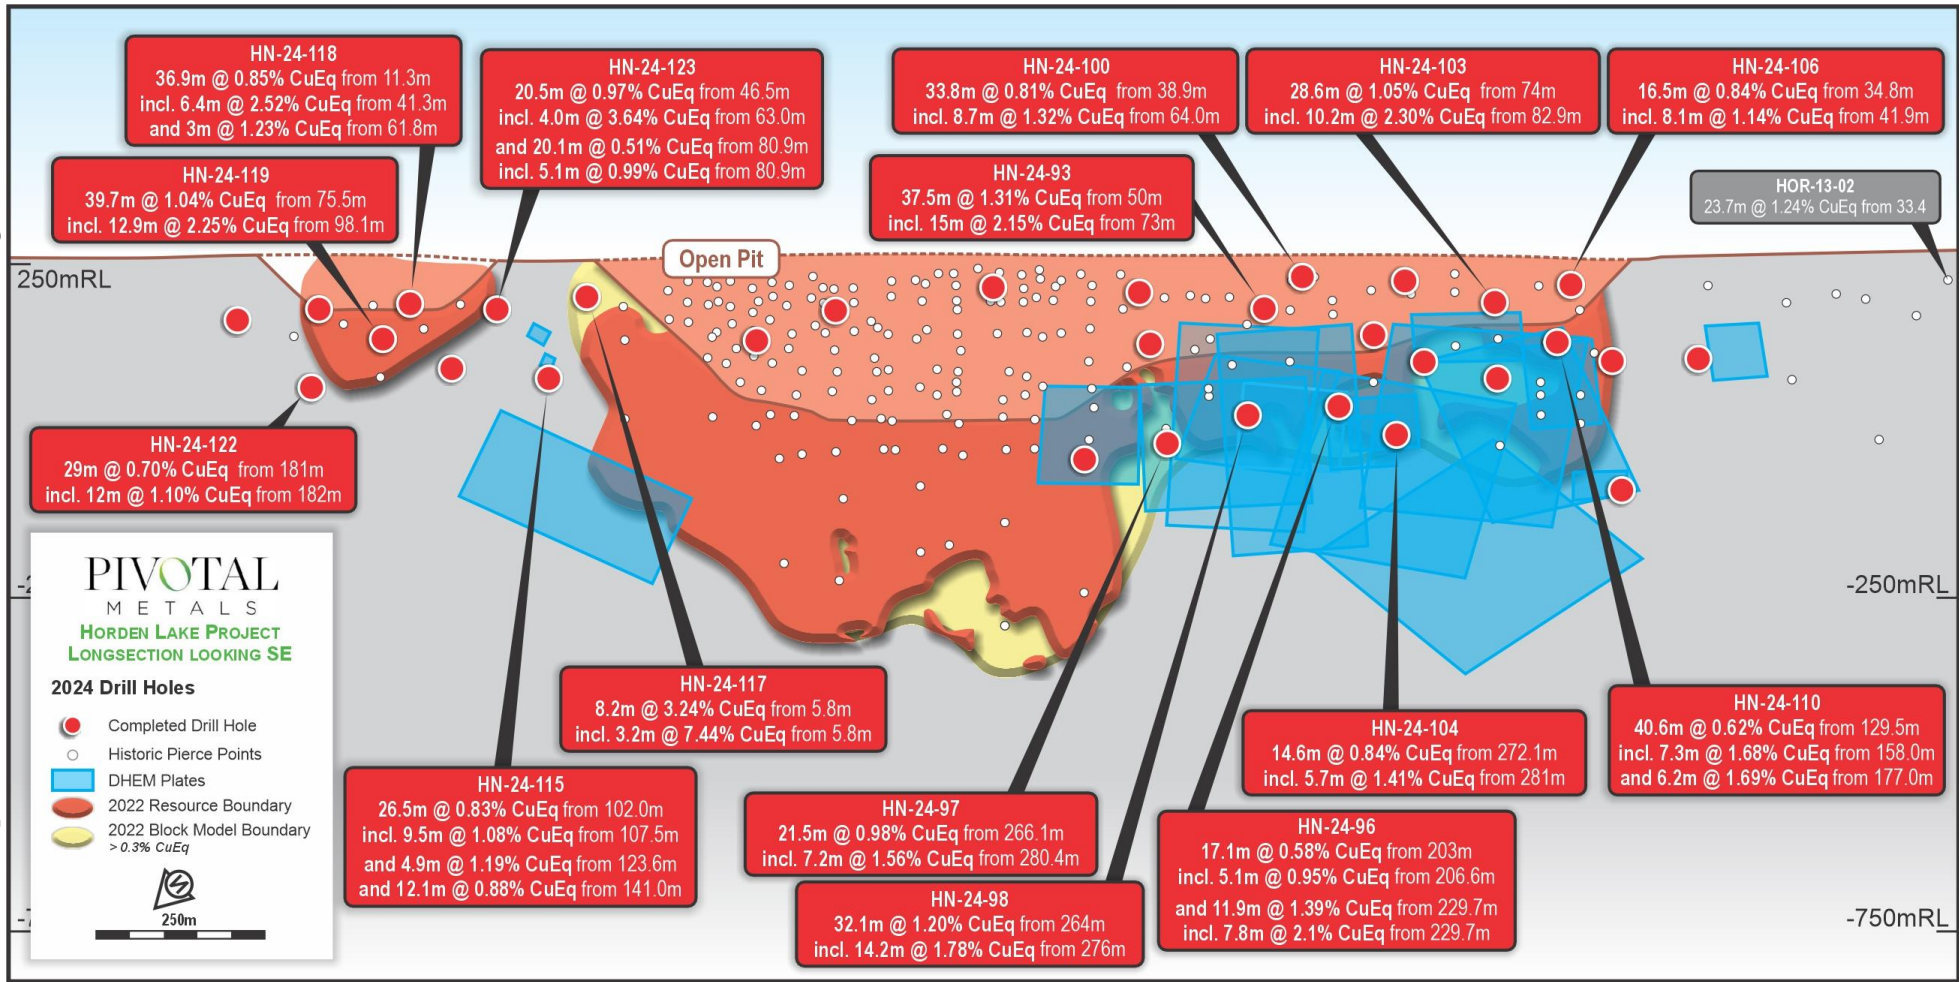 HN-24-118
36.9m @ 0.85% CuEq from 11.3m
incl. 6.4m @ 2.52% CuEq from 41.3m
and 3m @ 1.23% CuEq from 61.8m
HN-24-123
20.5m @ 0.97% CuEq from 46.5m
incl. 4.0m @ 3.64% CuEq from 63.0m
and 20.1m @ 0.51% CuEq from 80.9m
incl. 5.1m @ 0.99% CuEq from 80.9m
HN-24-100
33.8m @ 0.81% CuEq from 38.9m
incl. 8.7m @ 1.32% CuEq from 64.0m
HN-24-103
28.6m @ 1.05% CuEq from 74m
incl. 10.2m @ 2.30% CuEq from 82.9m
HN-24-106
16.5m @ 0.84% CuEq from 34.8m
incl. 8.1m @ 1.14% CuEq from 41.9m
HN-24-119
39.7m @ 1.04% CuEq from 75.5m
incl. 12.9m @ 2.25% CuEq from 98.1m
HN-24-93
37.5m @ 1.31% CuEq from 50m
incl. 15m @ 2.15% CuEq from 73m
HOR-13-02
23.7m @ 1.24% CuEq from 33.4
Open Pit
250mRL
HN-24-122
29m @ 0.70% CuEq from 181m
incl. 12m @ 1.10% CuEq from 182m
-250mRL
PIVOTAL
METALS
HORDEN LAKE PROJECT
LONGSECTION LOOKING SE
2024 Drill Holes
Completed Drill Hole
Historic Pierce Points
DHEM Plates
2022 Resource Boundary
2022 Block Model Boundary
> 0.3% CuEq
250m
HN-24-117
8.2m @ 3.24% CuEq from 5.8m
incl. 3.2m @ 7.44% CuEq from 5.8m
HN-24-115
26.5m @ 0.83% CuEq from 102.0m
incl. 9.5m @ 1.08% CuEq from 107.5m
and 4.9m @ 1.19% CuEq from 123.6m
and 12.1m @ 0.88% CuEq from 141.0m
HN-24-97
21.5m @ 0.98% CuEq from 266.1m
incl. 7.2m @ 1.56% CuEq from 280.4m
HN-24-98
32.1m @ 1.20% CuEq from 264m
incl. 14.2m @ 1.78% CuEq from 276m
HN-24-104
14.6m @ 0.84% CuEq from 272.1m
incl. 5.7m @ 1.41% CuEq from 281m
HN-24-96
17.1m @ 0.58% CuEq from 203m
incl. 5.1m @ 0.95% CuEq from 206.6m
and 11.9m @ 1.39% CuEq from 229.7m
incl. 7.8m @ 2.1% CuEq from 229.7m
HN-24-110
40.6m @ 0.62% CuEq from 129.5m
incl. 7.3m @ 1.68% CuEq from 158.0m
and 6.2m @ 1.69% CuEq from 177.0m
-750mRL